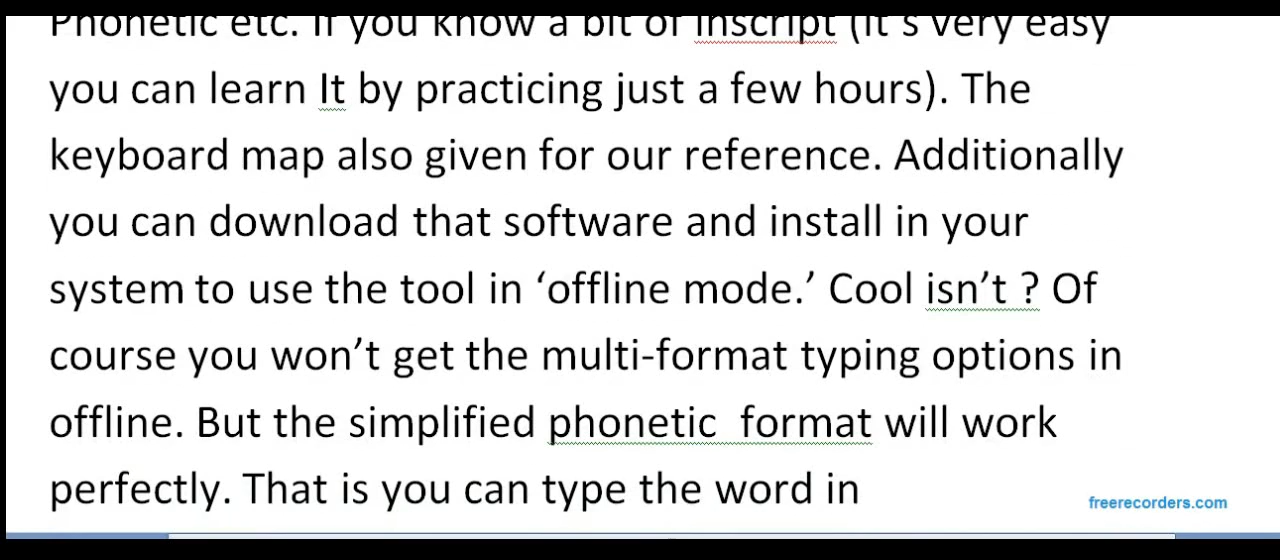 Phonetic etc. If you know a bit of inscript (it's very easy
you can learn It by practicing just a few hours). The
keyboard map also given for our reference. Additionally
you can download that software and install in your
system to use the tool in ‘offline mode.’ Cool isn’t ? Of
course you won’t get the multi-format typing options in
offline. But the simplified phonetic  format will work
perfectly. That is you can type the word in
freerecorders.com